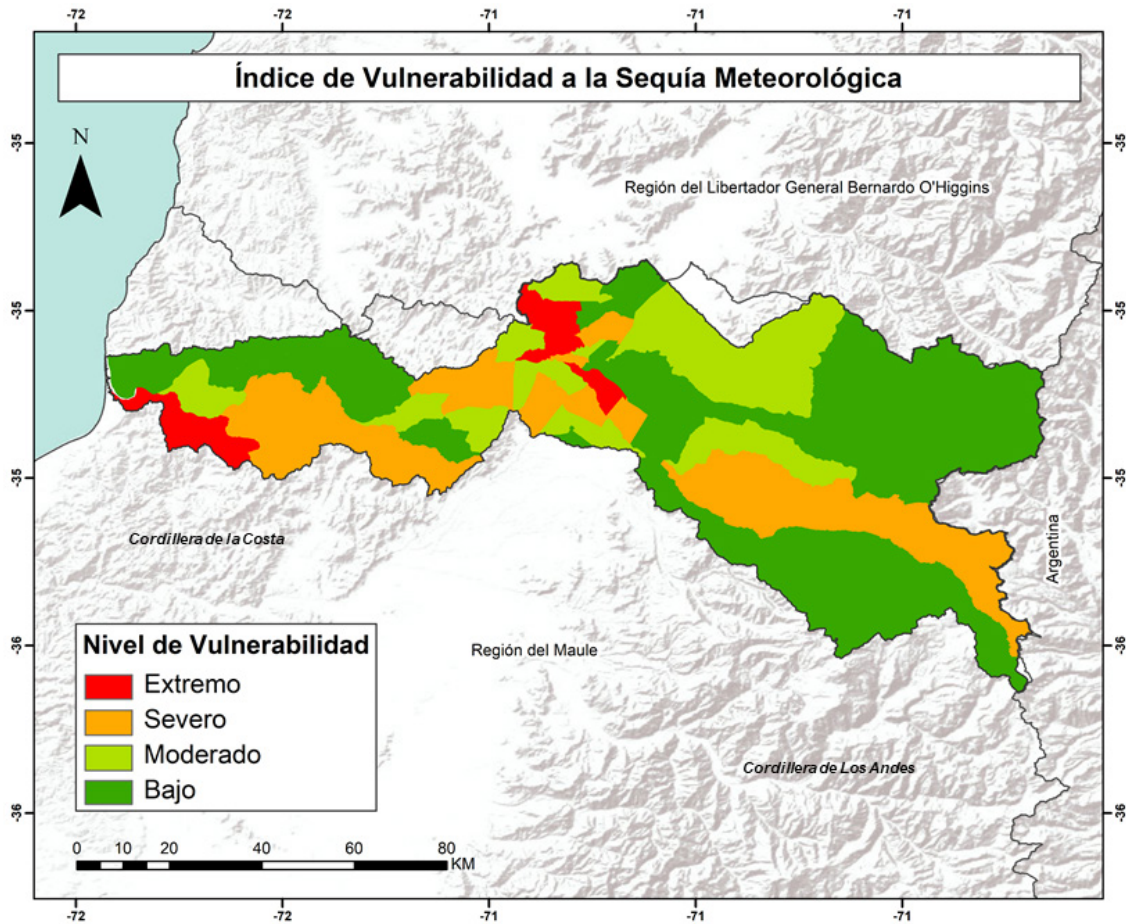 -72 -72 -71 -71 -71
Índice de Vulnerabilidad a la Sequía Meteorológica
N
-35 -35
Región del Libertador General Bernardo O'Higgins
-35 -35
-35 -35
Cordillera de la Costa
Argentina
Nivel de Vulnerabilidad
Extremo
Severo
Moderado
Bajo
Región del Maule
-36 -36
Cordillera de Los Andes
-36 -36
0 10 20 40 60 80
KM
-72 -72 -71 -71 -71